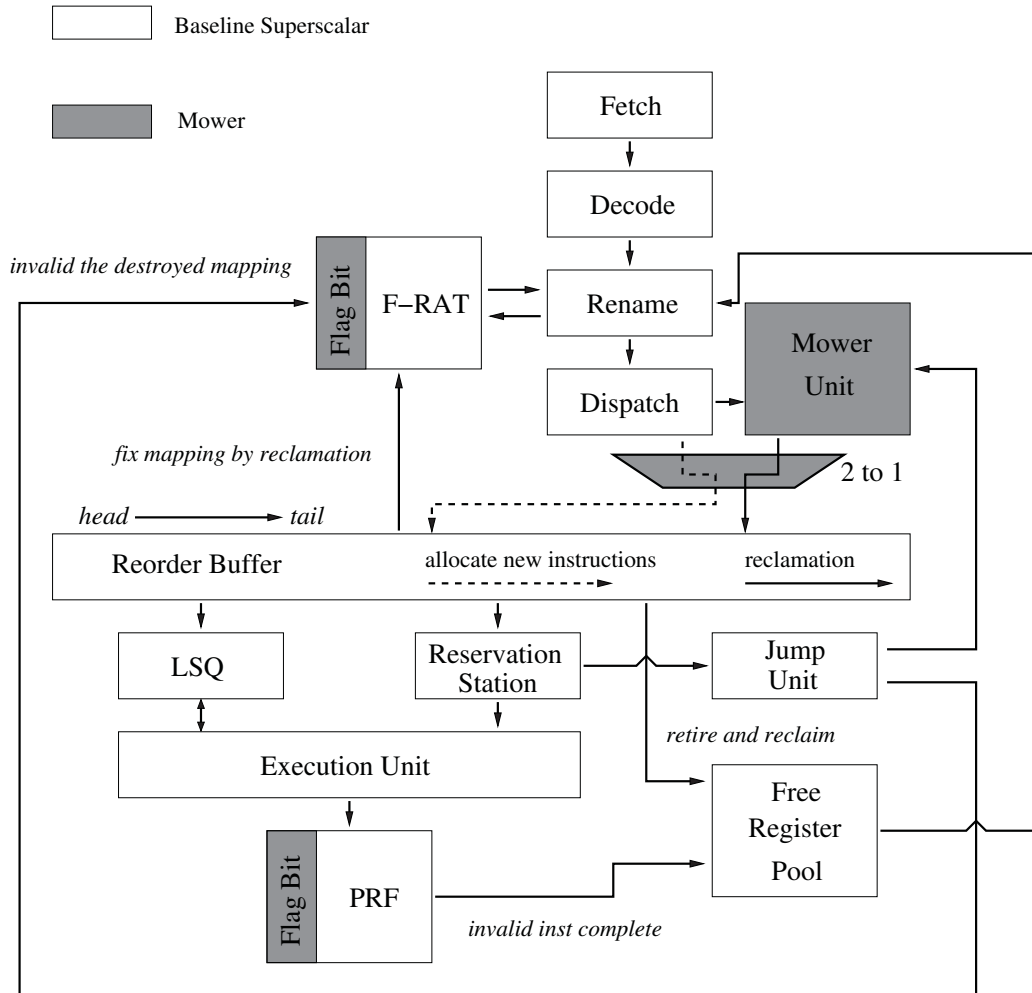 Baseline Superscalar
Mower
Fetch
Decode
invalid the destroyed mapping
Flag Bit
F−RAT
Rename
Mower
Unit
Dispatch
fix mapping by reclamation
2 to 1
head
tail
Reorder Buffer
allocate new instructions
reclamation
LSQ
Reservation
Station
Jump
Unit
retire and reclaim
Execution Unit
Free
Register
Pool
Flag Bit
PRF
invalid inst complete